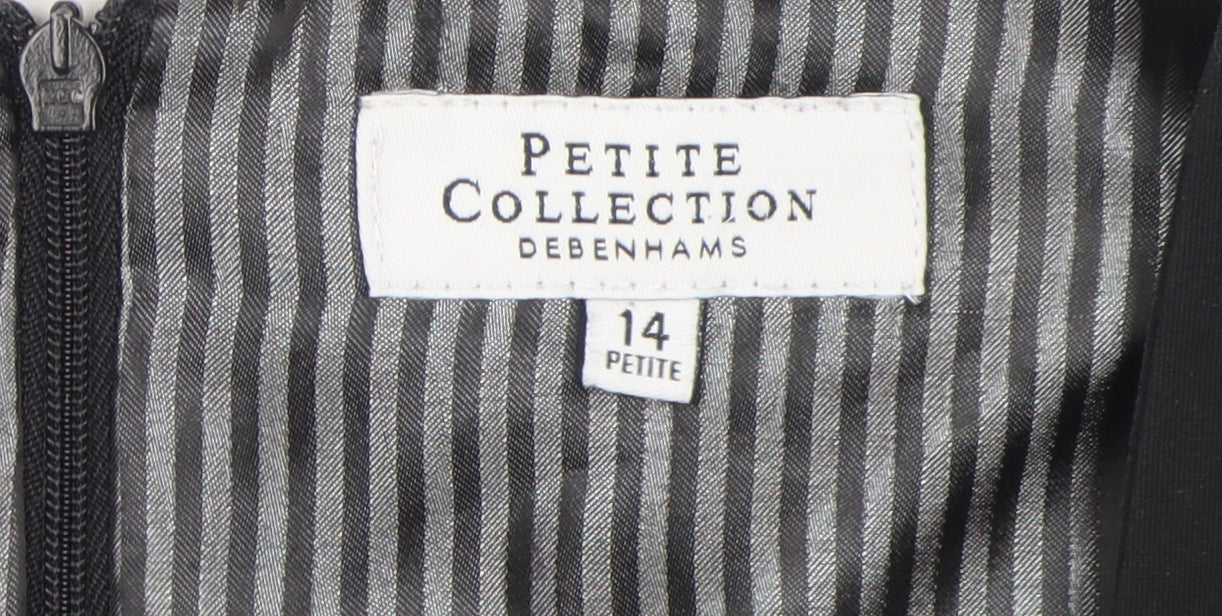 PETITE
COLLECTION
DEBENHAMS
14
PETITE